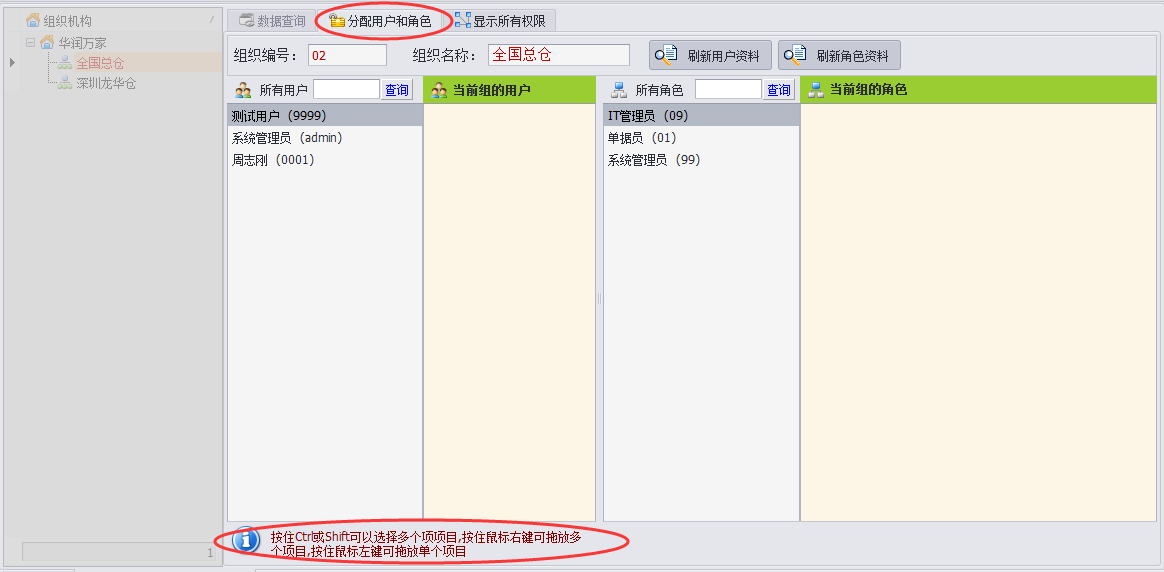 组织机构
华润万家
全国总仓
深圳龙华仓
1
数据查询 分配用户和角色 显示所有权限
组织编号： 02 组织名称： 全国总仓 刷新用户资料 刷新角色资料
所有用户 查询 当前组的用户 所有角色 查询 当前组的角色
测试用户（9999）
系统管理员（admin）
周志刚（0001）
IT管理员（09）
单据员（01）
系统管理员（99）
按住Ctrl或Shift可以选择多个项项目,按住鼠标右键可拖放多
个项目,按住鼠标左键可拖放单个项目